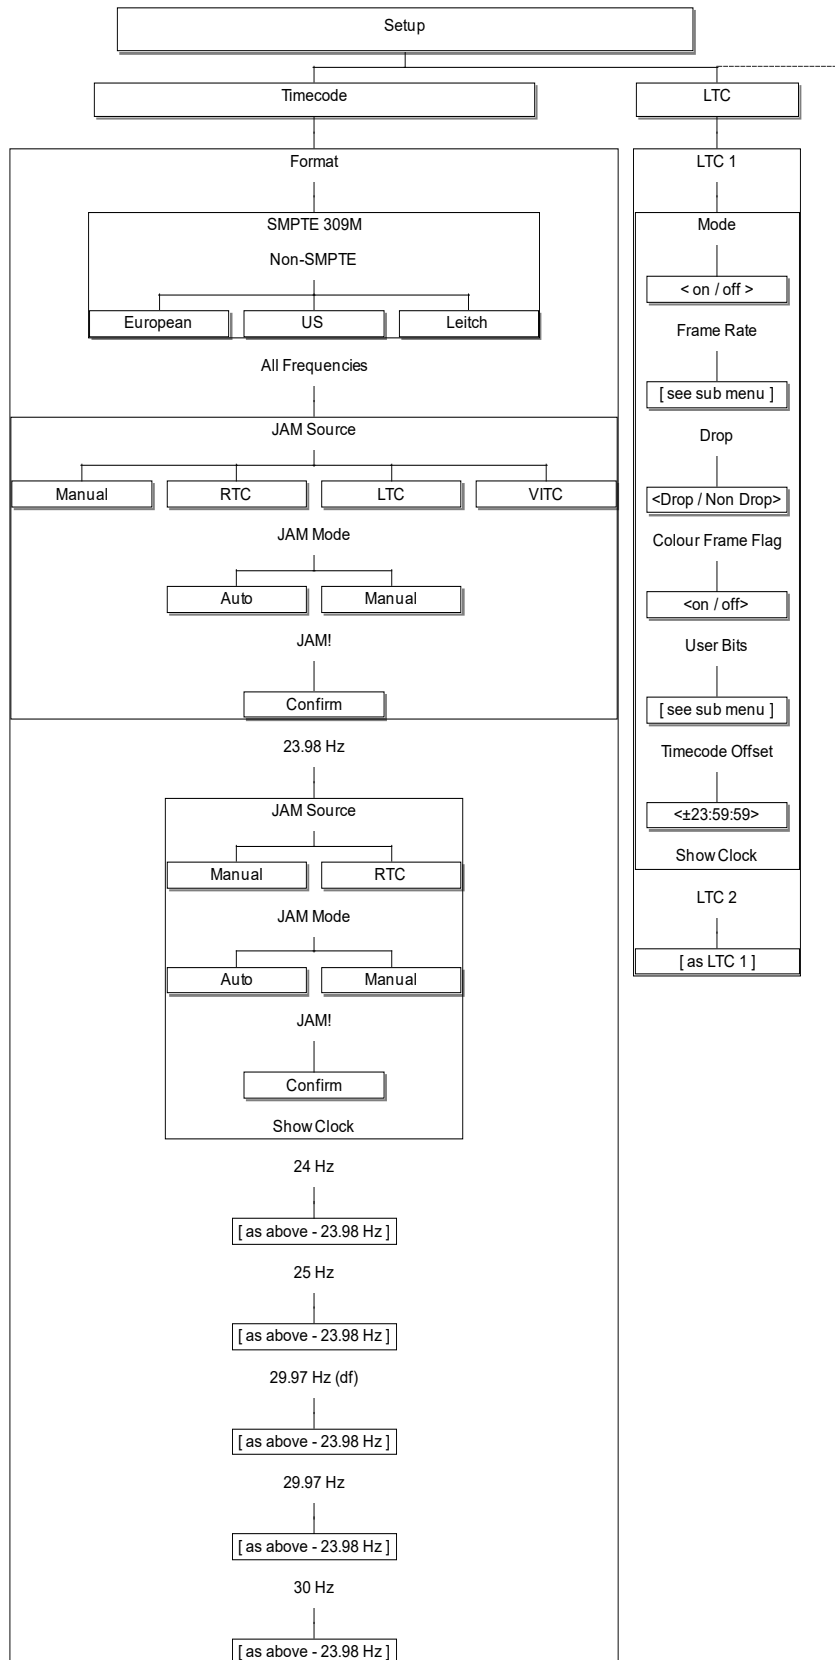 Setup
Timecode
Format
SMPTE 309M
Non-SMPTE
European US Leitch
All Frequencies
JAM Source
Manual RTC LTC VITC
JAM Mode
Auto Manual
JAM!
Confirm
23.98 Hz
JAM Source
Manual RTC
JAM Mode
Auto Manual
JAM!
Confirm
Show Clock
24 Hz
[ as above - 23.98 Hz ]
25 Hz
[ as above - 23.98 Hz ]
29.97 Hz (df)
[ as above - 23.98 Hz ]
29.97 Hz
[ as above - 23.98 Hz ]
30 Hz
[ as above - 23.98 Hz ]
LTC
LTC 1
Mode
< on / off >
Frame Rate
[ see sub menu ]
Drop
<Drop / Non Drop>
Colour Frame Flag
<on / off>
User Bits
[ see sub menu ]
Timecode Offset
<±23:59:59>
Show Clock
LTC 2
[ as LTC 1 ]